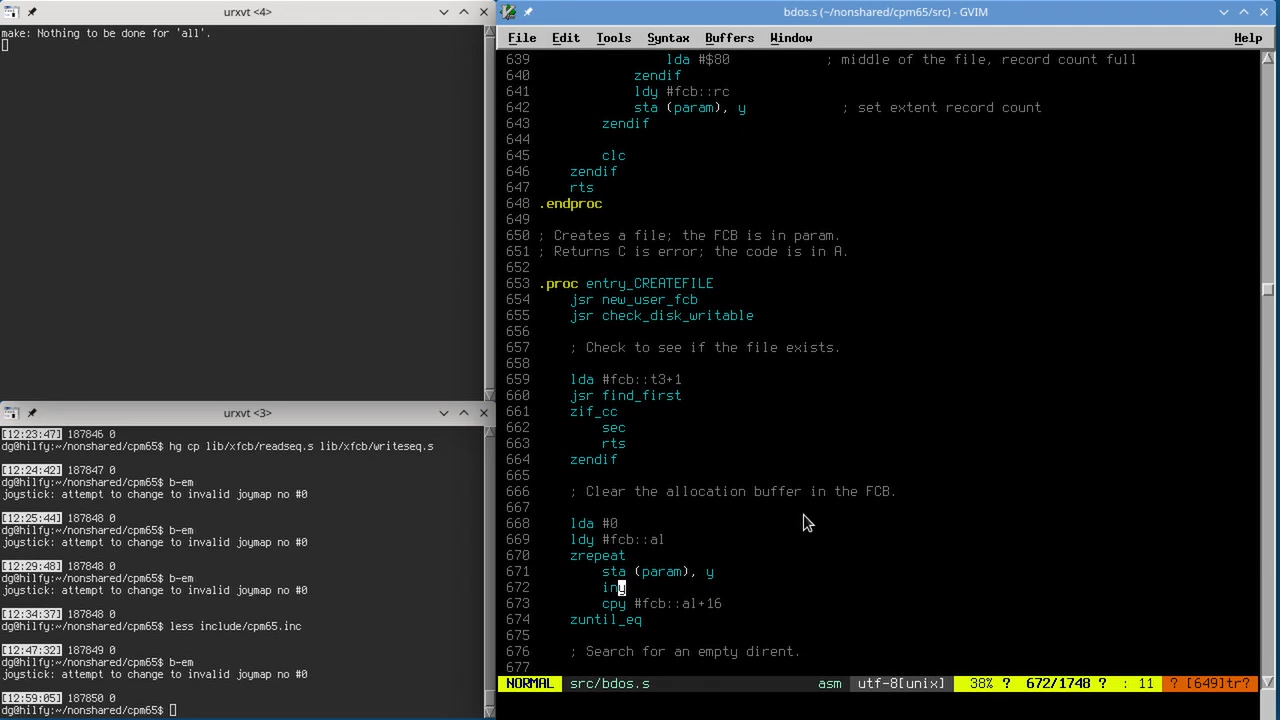 urxvt <4>
make: Nothing to be done for 'all'.
urxvt <3>
[12:23:47] 187846 0
dg@hilfy:~/nonshared/cpm65$ hg cp lib/xfcb/readseq.s lib/xfcb/writeseq.s
[12:24:42] 187847 0
dg@hilfy:~/nonshared/cpm65$ b-em
joystick: attempt to change to invalid joymap no #0
[12:25:44] 187848 0
dg@hilfy:~/nonshared/cpm65$ b-em
joystick: attempt to change to invalid joymap no #0
[12:29:48] 187848 0
dg@hilfy:~/nonshared/cpm65$ b-em
joystick: attempt to change to invalid joymap no #0
[12:34:37] 187848 0
dg@hilfy:~/nonshared/cpm65$ less include/cpm65.inc
[12:47:32] 187849 0
dg@hilfy:~/nonshared/cpm65$ b-em
joystick: attempt to change to invalid joymap no #0
[12:59:05] 187850 0
dg@hilfy:~/nonshared/cpm65$
bdos.s (~/nonshared/cpm65/src) - GVIM
File Edit Tools Syntax Buffers Window Help
639 lda #$80 ; middle of the file, record count full
640 zendif
641 ldy #fcb::rc
642 sta (param), y ; set extent record count
643 zendif
644
645 clc
646 zendif
647 rts
648 .endproc
649
650 ; Creates a file; the FCB is in param.
651 ; Returns C is error; the code is in A.
652
653 .proc entry_CREATEFILE
654 jsr new_user_fcb
655 jsr check_disk_writable
656
657 ; Check to see if the file exists.
658
659 lda #fcb::t3+1
660 jsr find_first
661 zif_cc
662 sec
663 rts
664 zendif
665
666 ; Clear the allocation buffer in the FCB.
667
668 lda #0
669 ldy #fcb::al
670 zrepeat
671 sta (param), y
672 iny
673 cpy #fcb::al+16
674 zuntil_eq
675
676 ; Search for an empty dirent.
677
NORMAL src/bdos.s asm utf-8[unix] 38% ? 672/1748 ? : 11 ? [649]tr?